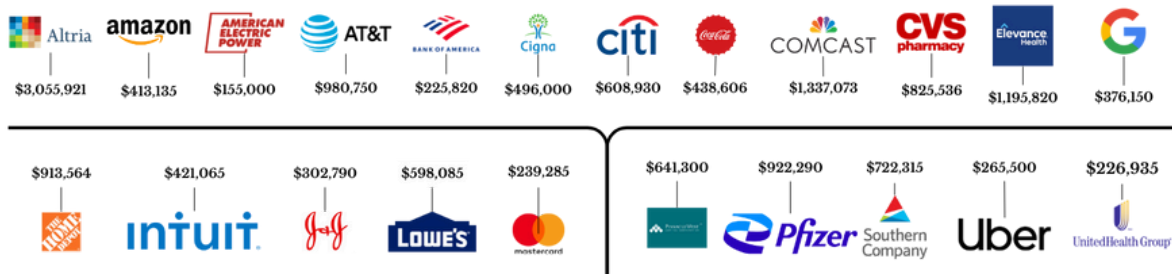 Altria
amazon
AMERICAN
ELECTRIC
POWER
AT&T
BANK OF AMERICA
Cigna
citi
Coca-Cola
COMCAST
CVS
pharmacy
Elevance
Health
G
$3,055,921
$413,135
$155,000
$980,750
$225,820
$496,000
$608,930
$438,606
$1,337,073
$825,536
$1,195,820
$376,150
$913,564
$421,065
$302,790
$598,085
$239,285
$641,300
$922,290
$722,315
$265,500
$226,935
THE
HOME
DEPOT
intuit.
J&J
LOWE'S
mastercard
Pfizer
Southern
Company
Uber
UnitedHealth Group